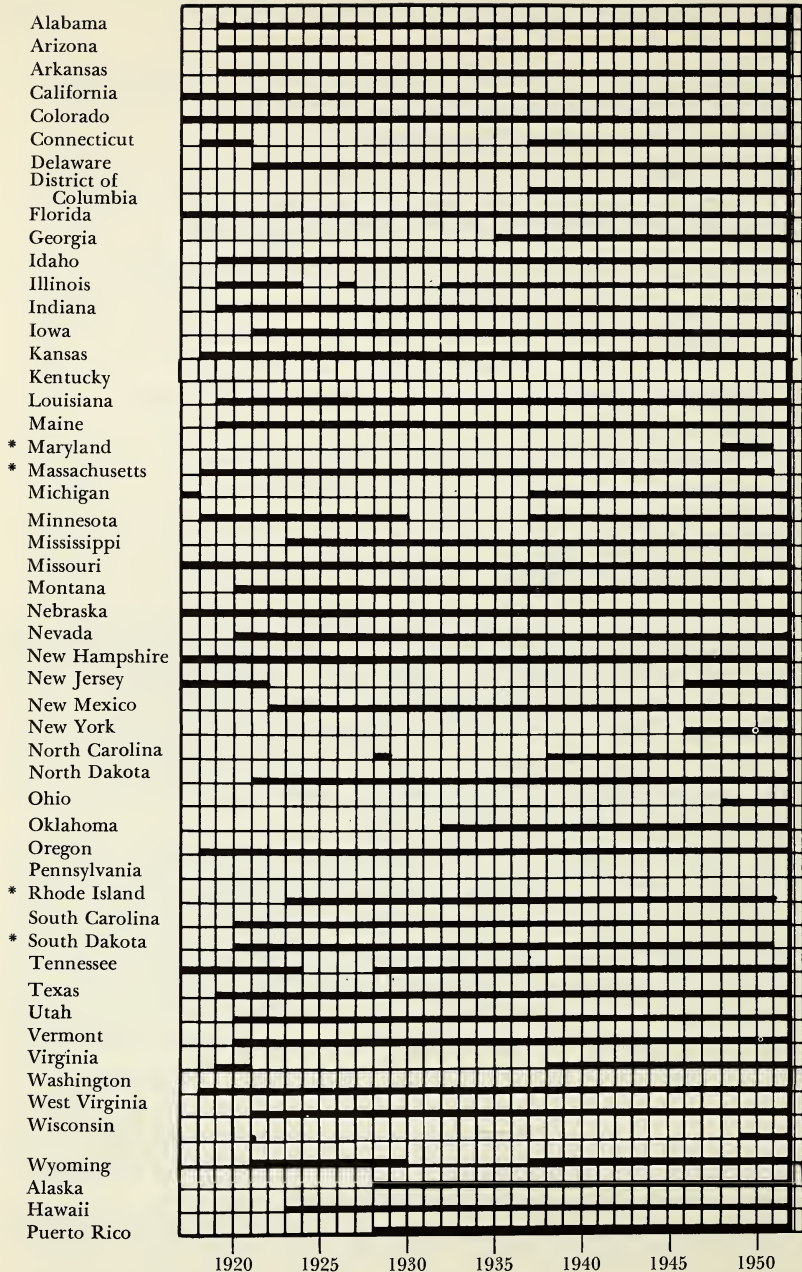 Alabama
Arizona
Arkansas
California
Colorado
Connecticut
Delaware
District of
Columbia
Florida
Georgia
Idaho
Illinois
Indiana
Iowa
Kansas
Kentucky
Louisiana
Maine
* Maryland
* Massachusetts
Michigan
Minnesota
Mississippi
Missouri
Montana
Nebraska
Nevada
New Hampshire
New Jersey
New Mexico
New York
North Carolina
North Dakota
Ohio
Oklahoma
Oregon
Pennsylvania
* Rhode Island
South Carolina
* South Dakota
Tennessee
Texas
Utah
Vermont
Virginia
Washington
West Virginia
Wisconsin
Wyoming
Alaska
Hawaii
Puerto Rico
1920 1925 1930 1935 1940 1945 1950